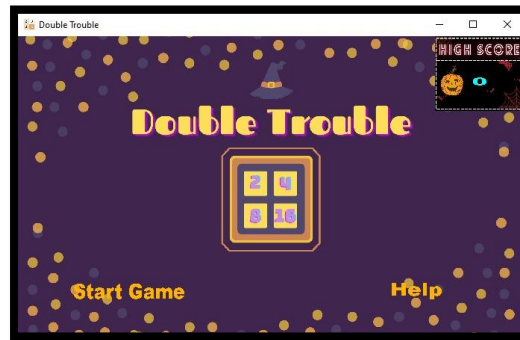 Double Trouble
HIGH SCORE
Double Trouble
2 4
8 16
Start Game
Help